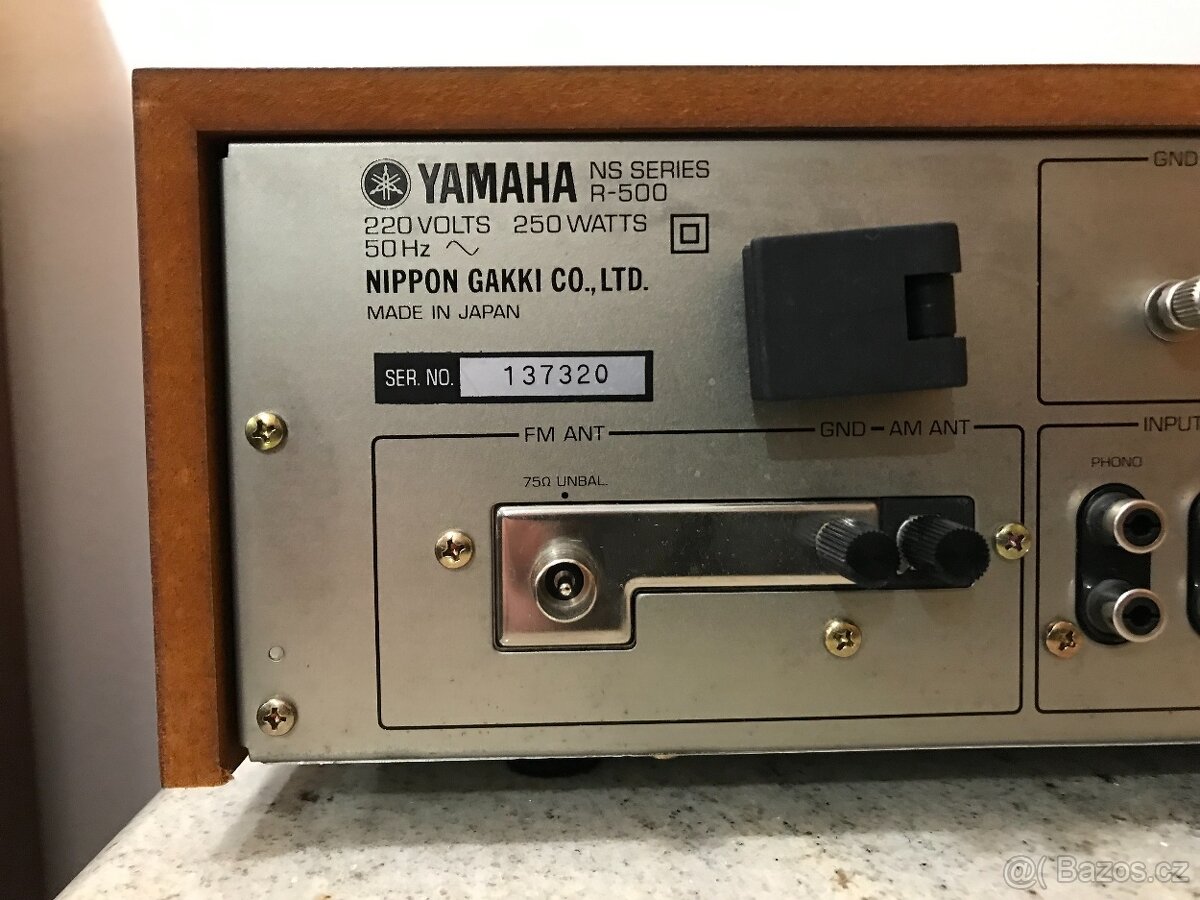 YAMAHA NS SERIES
R-500
220 VOLTS 250 WATTS
50 Hz
NIPPON GAKKI CO., LTD.
MADE IN JAPAN
SER. NO. 137320
FM ANT
GND
AM ANT
75Ω UNBAL.
GND
INPUT
PHONO
@( Bazos.cz